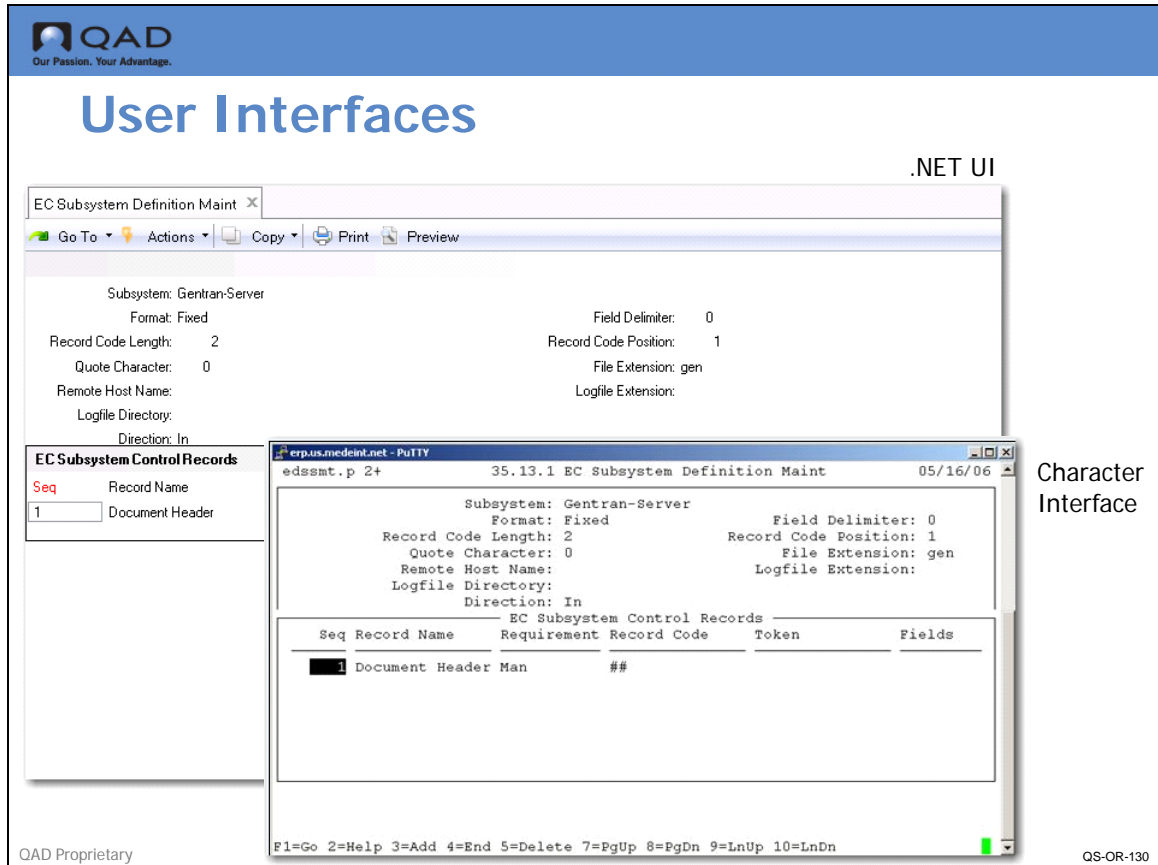 QAD
Our Passion. Your Advantage.
User Interfaces
.NET UI
EC Subsystem Definition Maint X
Go To Actions Copy Print Preview
Subsystem: Gentran-Server
Format: Fixed Field Delimiter: 0
Record Code Length: 2 Record Code Position: 1
Quote Character: 0 File Extension: gen
Remote Host Name: Logfile Extension:
Logfile Directory:
Direction: In
EC Subsystem Control Records
Seq Record Name
1 Document Header
erp.us.medeint.net - PuTTY
edssmt.p 2+ 35.13.1 EC Subsystem Definition Maint 05/16/06
Subsystem: Gentran-Server
Format: Fixed Field Delimiter: 0
Record Code Length: 2 Record Code Position: 1
Quote Character: 0 File Extension: gen
Remote Host Name: Logfile Extension:
Logfile Directory:
Direction: In
EC Subsystem Control Records
Seq Record Name Requirement Record Code Token Fields
1 Document Header Man ##
F1=Go 2=Help 3=Add 4=End 5=Delete 7=PgUp 8=PgDn 9=LnUp 10=LnDn
Character
Interface
QAD Proprietary
QS-OR-130